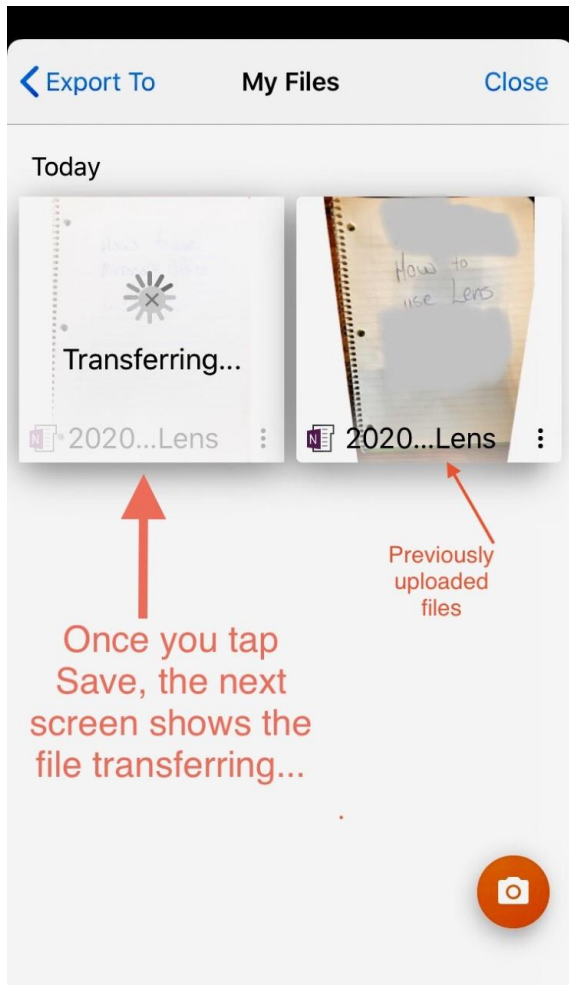 Export To
My Files
Close
Today
Transferring...
N 2020...Lens
How to
use Lens
N 2020...Lens
Previously
uploaded
files
Once you tap
Save, the next
screen shows the
file transferring...